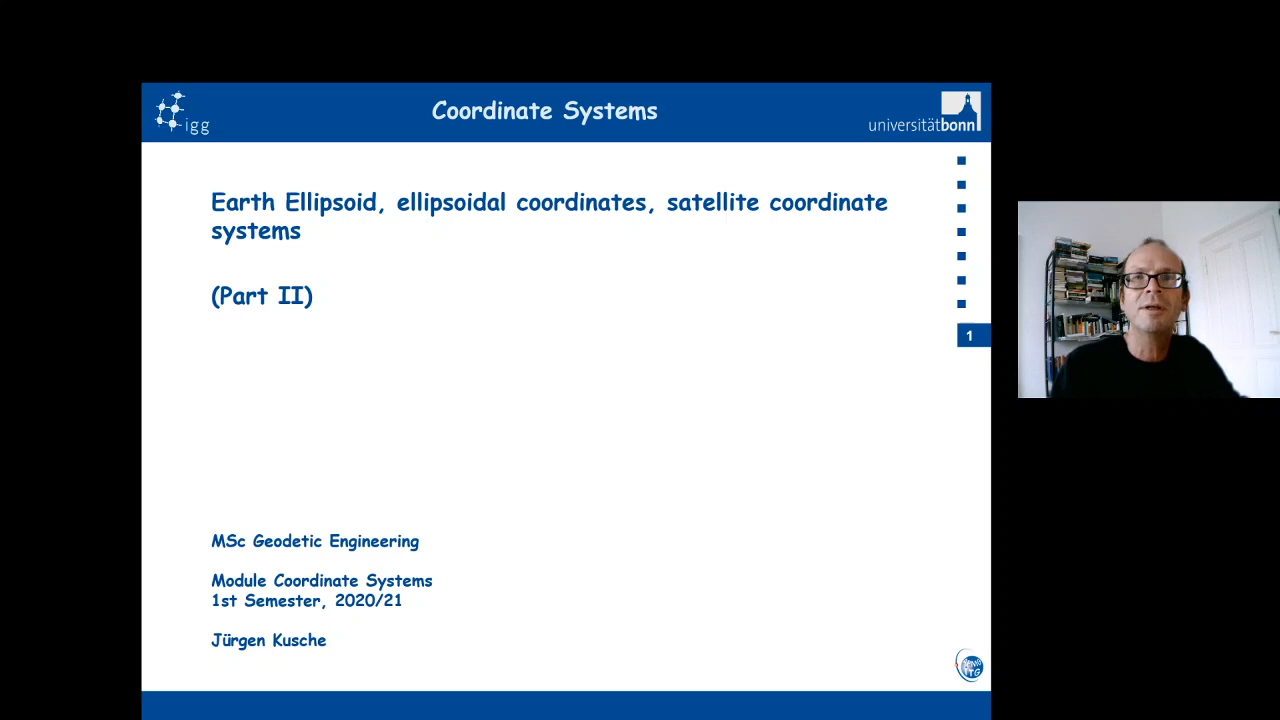 igg
Coordinate Systems
universitätbonn
Earth Ellipsoid, ellipsoidal coordinates, satellite coordinate
systems
(Part II)
1
MSc Geodetic Engineering
Module Coordinate Systems
1st Semester, 2020/21
Jürgen Kusche